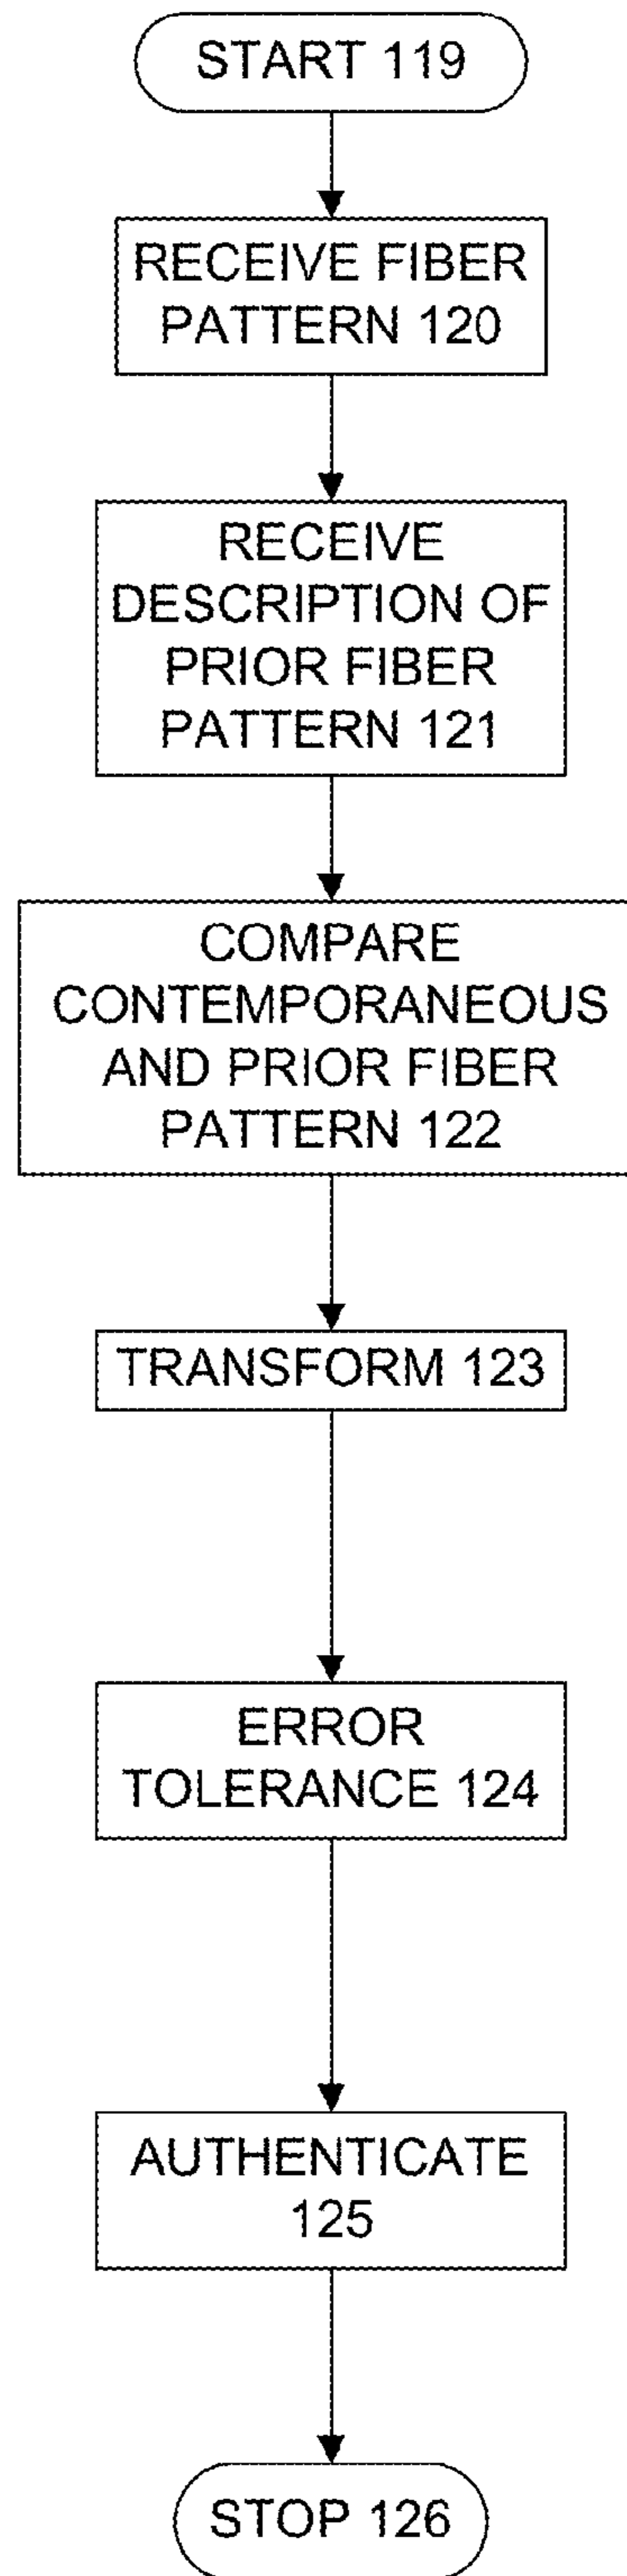 START 119
RECEIVE FIBER
PATTERN 120
RECEIVE
DESCRIPTION OF
PRIOR FIBER
PATTERN 121
COMPARE
CONTEMPORANEOUS
AND PRIOR FIBER
PATTERN 122
TRANSFORM 123
ERROR
TOLERANCE 124
AUTHENTICATE
125
STOP 126